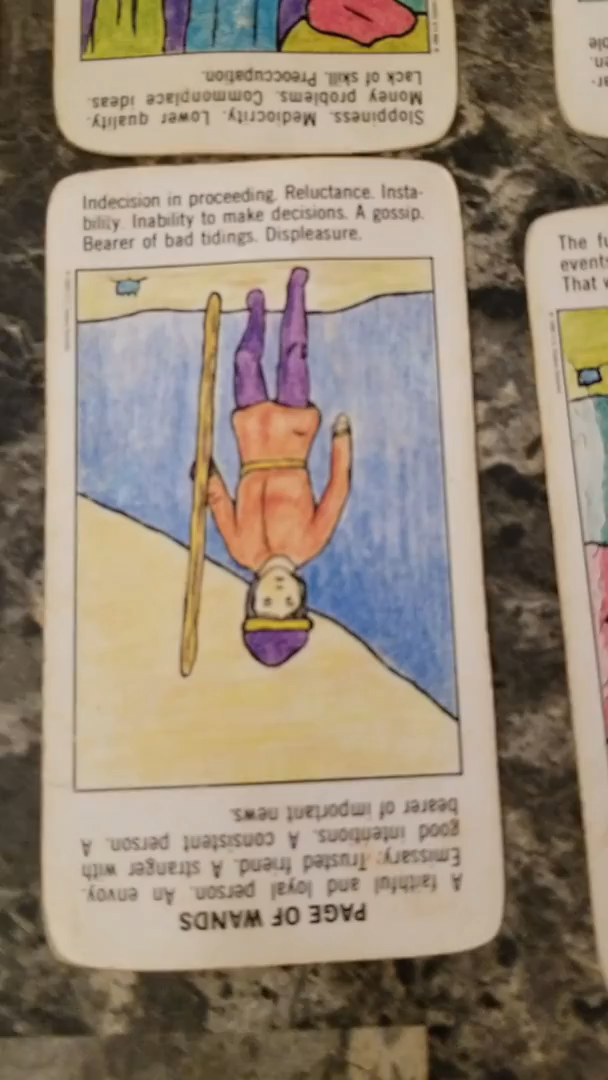 Sloppiness. Mediocrity. Lower quality.
Money problems. Commonplace ideas.
Lack of skill. Preoccupation.
Indecision in proceeding. Reluctance. Insta-
bility. Inability to make decisions. A gossip.
Bearer of bad tidings. Displeasure.
PAGE OF WANDS
A faithful and loyal person. An envoy.
Emissary. Trusted friend. A stranger with
good intentions. A consistent person. A
bearer of important news.
The
events
That